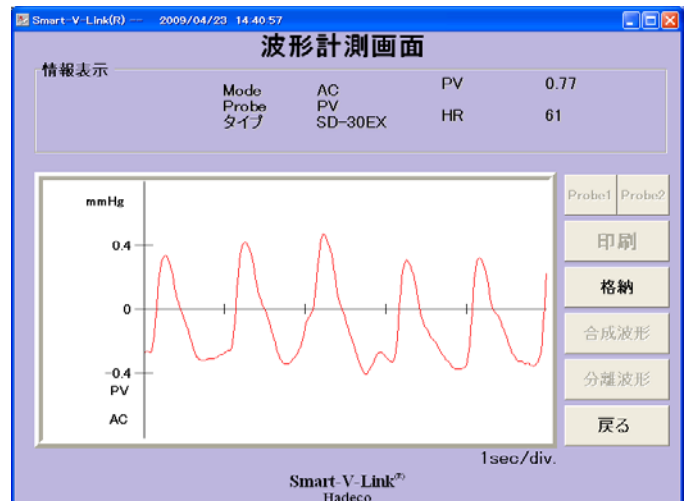 Smart-V-Link(R) -- 2009/04/23 14:40:57
波形計測画面
情報表示
Mode AC PV 0.77
Probe PV
タイプ SD-30EX HR 61
mmHg
0.4
0
-0.4
PV
AC
1sec/div.
Probe1 Probe2
印刷
格納
合成波形
分離波形
戻る
Smart-V-Link(R)
Hadeco